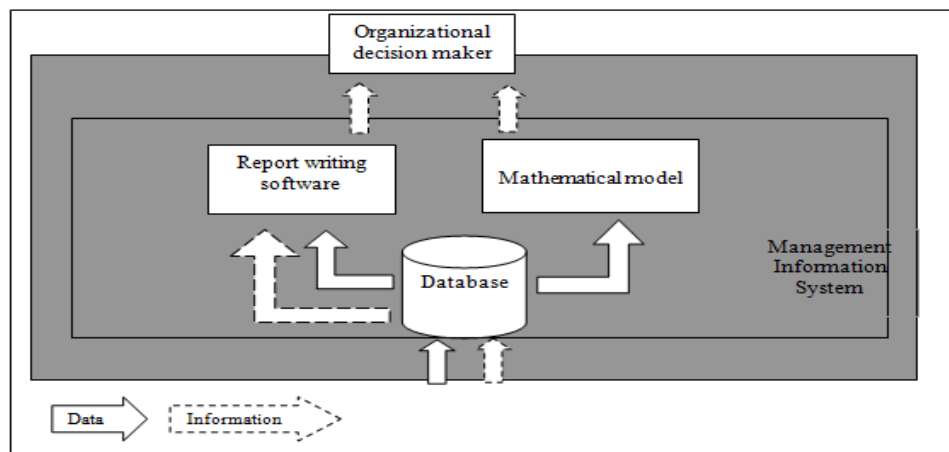 Organizational
decision maker
Report writing
software
Mathematical model
Management
Information
System
Database
Data
Information